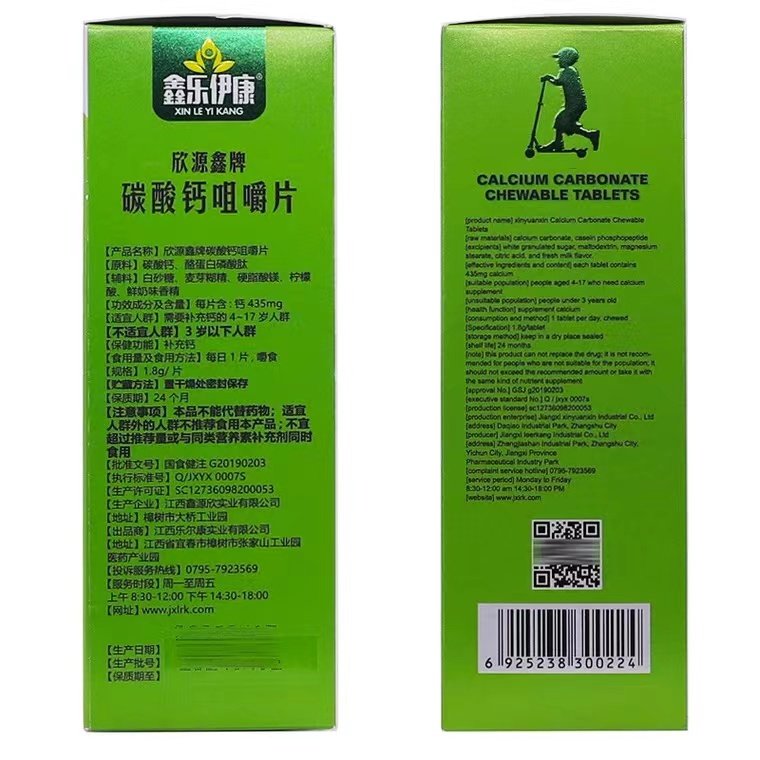 鑫乐伊康®
XIN LE YI KANG
欣源鑫牌
碳酸钙咀嚼片
【产品名称】欣源鑫牌碳酸钙咀嚼片
【原料】碳酸钙、酪蛋白磷酸肽
【辅料】白砂糖、麦芽糊精、硬脂酸镁、柠檬
酸、鲜奶味香精
【功效成分及含量】每片含: 钙 435mg
【适宜人群】需要补充钙的 4~17 岁人群
【不适宜人群】3 岁以下人群
【保健功能】补充钙
【食用量及食用方法】每日 1 片 , 嚼食
【规格】1.8g/ 片
【贮藏方法】置干燥处密封保存
【保质期】24 个月
【注意事项】本品不能代替药物；适宜
人群外的人群不推荐食用本产品；不宜
超过推荐量或与同类营养素补充剂同时
食用
【批准文号】国食健注 G20190203
【执行标准号】Q/JXYX 0007S
【生产许可证】SC12736098200053
【生产企业】江西鑫源欣实业有限公司
【地址】樟树市大桥工业园
【出品商】江西乐尔康实业有限公司
【地址】江西省宜春市樟树市张家山工业园
医药产业园
【投诉服务热线】0795-7923569
【服务时段】周一至周五
上午 8:30-12:00 下午 14:30-18:00
【网址】www.jxlrk.com
【生产日期】
【生产批号】
【保质期至】
CALCIUM CARBONATE
CHEWABLE TABLETS
[product name] xinyuanxin Calcium Carbonate Chewable
Tablets
[raw materials] calcium carbonate, casein phosphopeptide
[excipients] white granulated sugar, maltodextrin, magnesium
stearate, citric acid, and fresh milk flavor.
[effective ingredients and content] each tablet contains
435mg calcium
[suitable population] people aged 4-17 who need calcium
supplement
[unsuitable population] people under 3 years old
[health function] supplement calcium
[consumption and method] 1 tablet per day, chewed
[Specification] 1.8g/tablet
[storage method] keep in a dry place sealed
[shelf life] 24 months
[note] this product can not replace the drug; it is not recom-
mended for people who are not suitable for the population; it
should not exceed the recommended amount or take it with
the same kind of nutrient supplement
[approval No.] GSJ g20190203
[executive standard No.] Q / jxyx 0007s
[production license] sc12736098200053
[production enterprise] Jiangxi xinyuanxin Industrial Co., Ltd
[address] Daqiao Industrial Park, Zhangshu City
[producer] Jiangxi leerkang Industrial Co., Ltd
[address] Zhangjiashan Industrial Park, Zhangshu City,
Yichun City, Jiangxi Province
Pharmaceutical Industry Park
[complaint service hotline] 0795-7923569
[service period] Monday to Friday
8:30-12:00 am 14:30-18:00 PM
[website] www.jxlrk.com
6 925238 300224